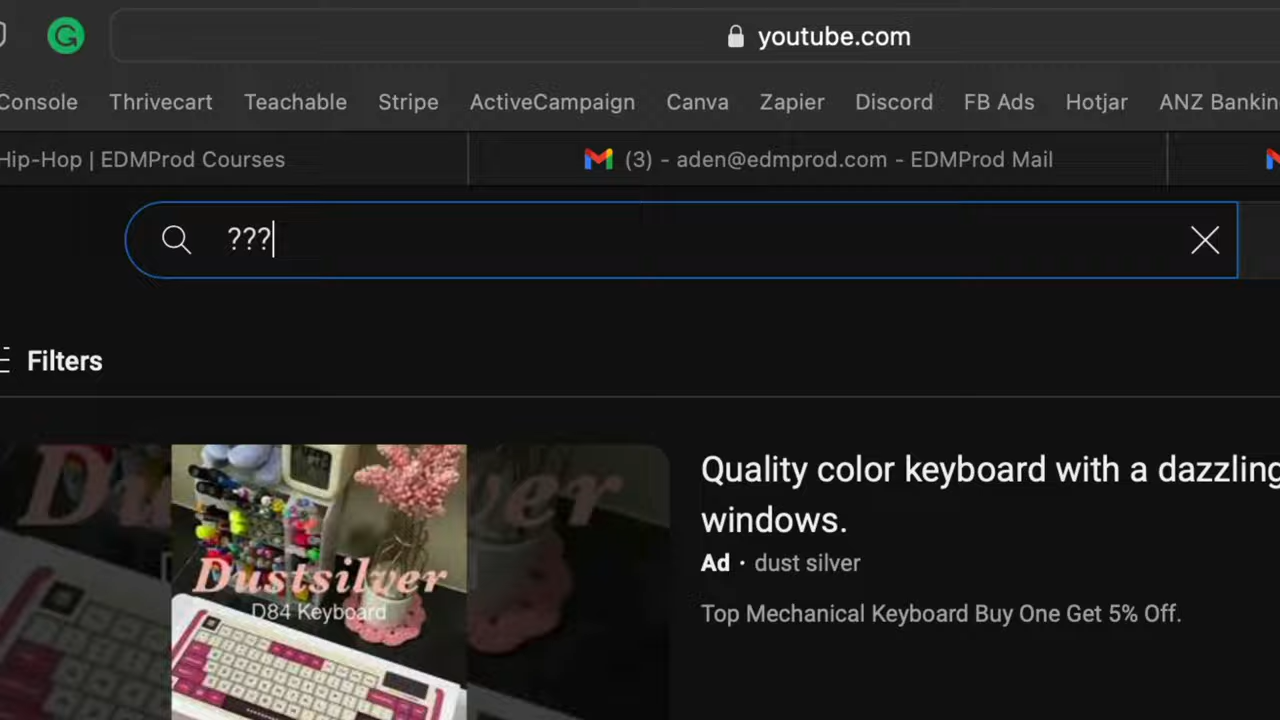 youtube.com
Console Thrivecart Teachable Stripe ActiveCampaign Canva Zapier Discord FB Ads Hotjar ANZ Bankin
Hip-Hop | EDMProd Courses (3) - aden@edmprod.com - EDMProd Mail
???
Filters
Quality color keyboard with a dazzling
windows.
Ad · dust silver
Top Mechanical Keyboard Buy One Get 5% Off.
Dustsilver
D84 Keyboard